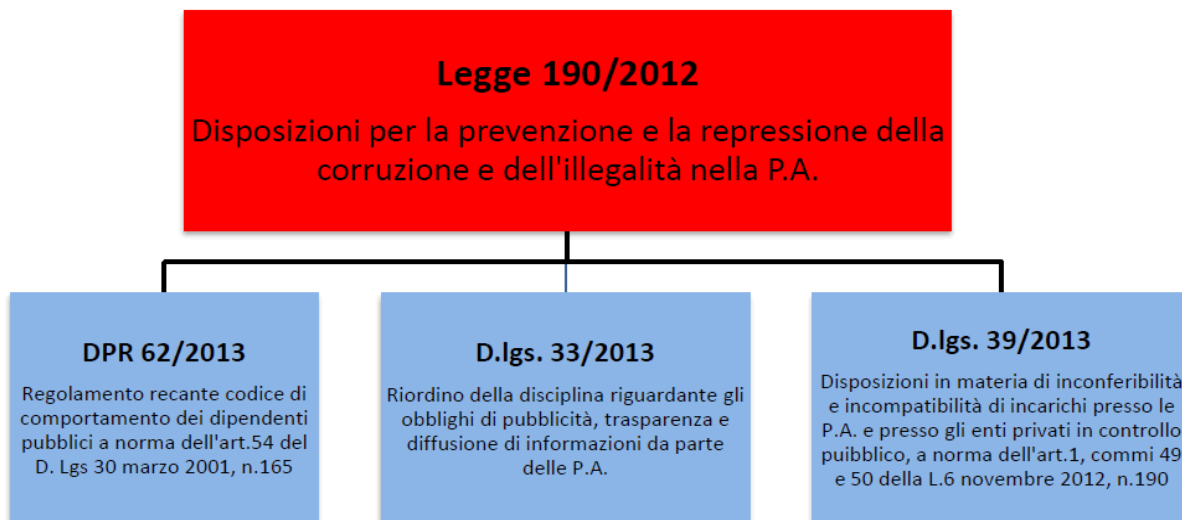 Legge 190/2012
Disposizioni per la prevenzione e la repressione della
corruzione e dell'illegalità nella P.A.
DPR 62/2013
Regolamento recante codice di
comportamento dei dipendenti
pubblici a norma dell'art.54 del
D. Lgs 30 marzo 2001, n.165
D.lgs. 33/2013
Riordino della disciplina riguardante gli
obblighi di pubblicità, trasparenza e
diffusione di informazioni da parte
delle P.A.
D.lgs. 39/2013
Disposizioni in materia di inconferibilità
e incompatibilità di incarichi presso le
P.A. e presso gli enti privati in controllo
puibblico, a norma dell'art.1, commi 49
e 50 della L.6 novembre 2012, n.190